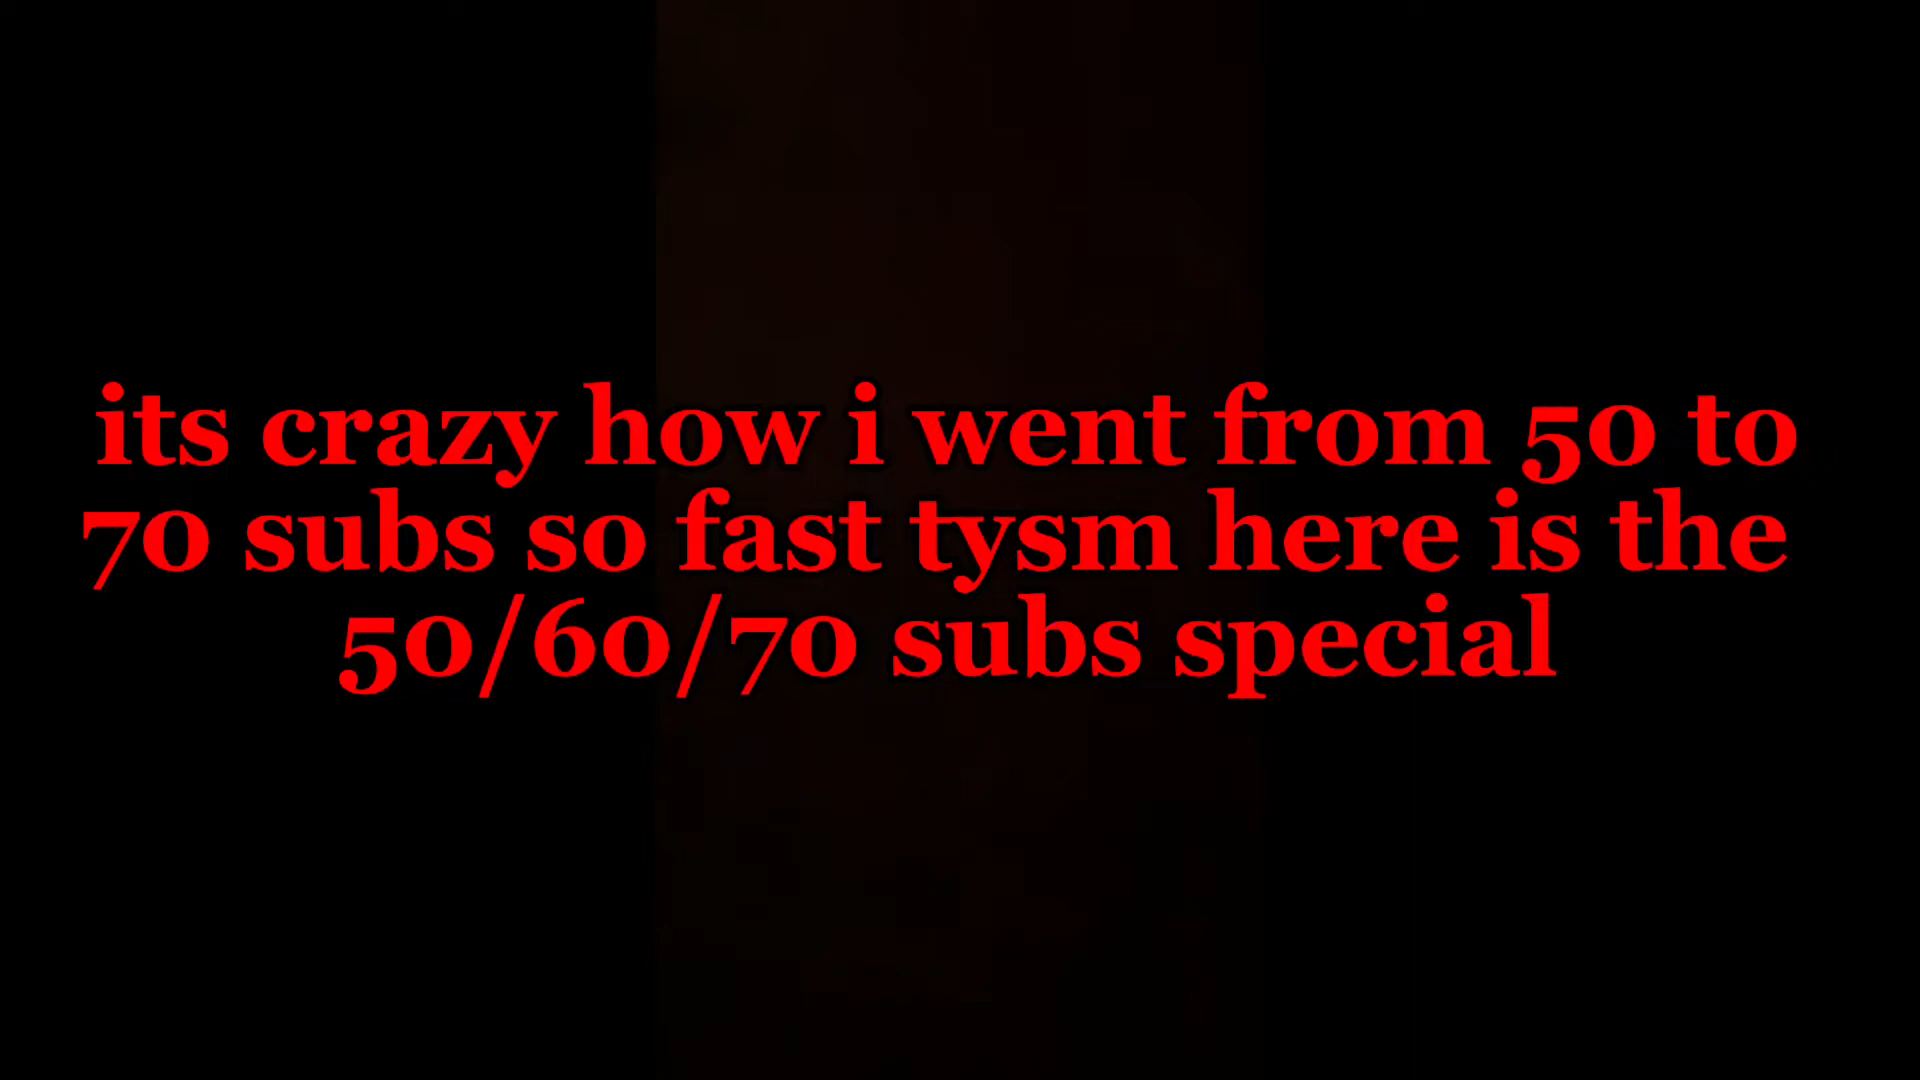 its crazy how i went from 50 to
70 subs so fast tysm here is the
50/60/70 subs special